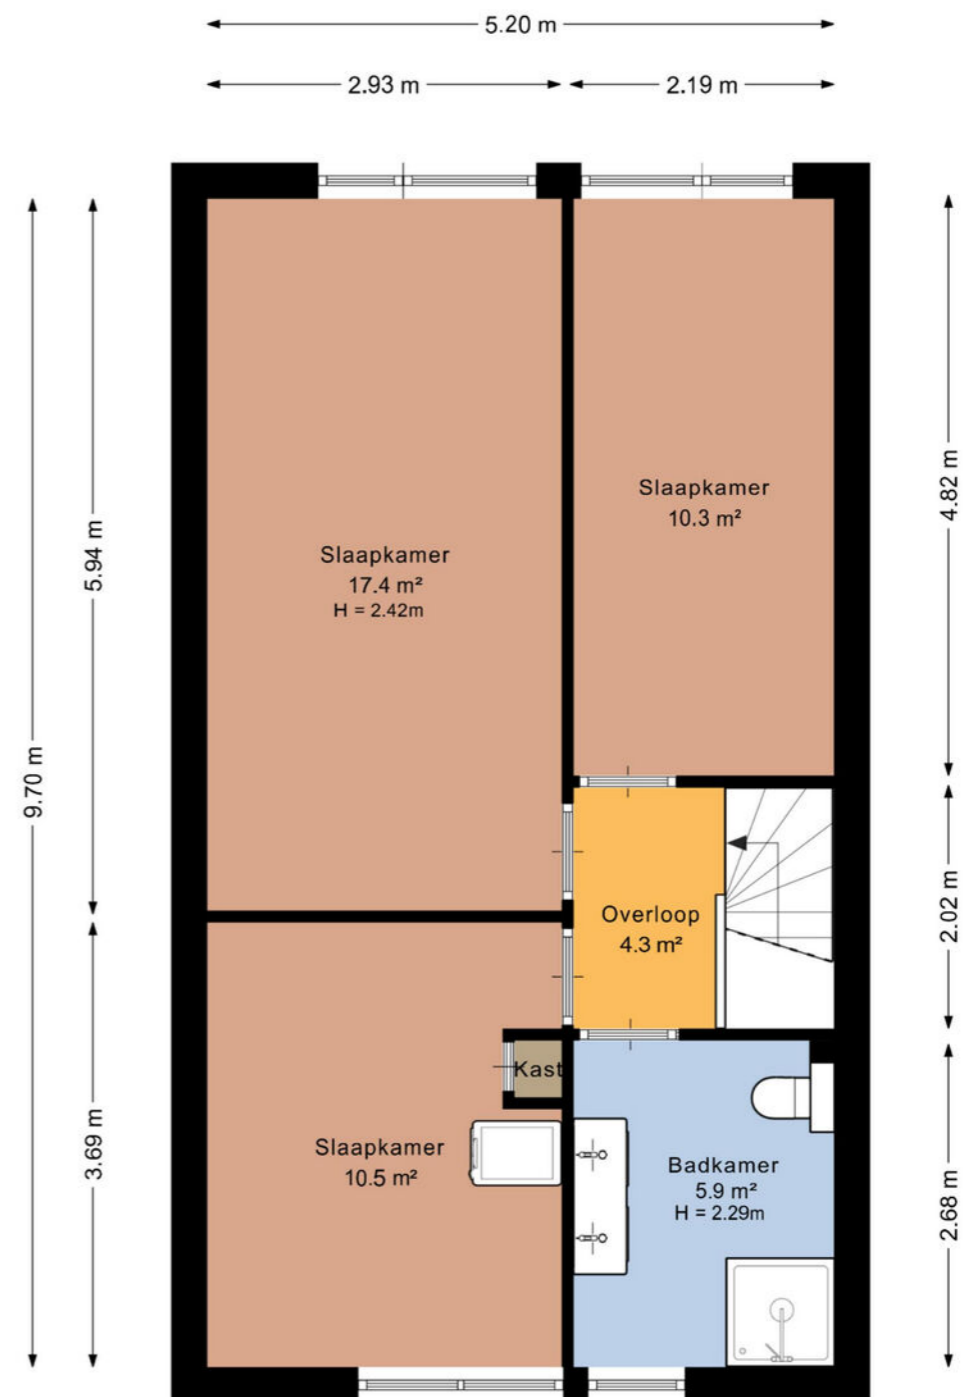 5.20 m
2.93 m
2.19 m
4.82 m
Slaapkamer
10.3 m²
5.94 m
Slaapkamer
17.4 m²
H = 2.42m
9.70 m
2.02 m
Overloop
4.3 m²
Kast
3.69 m
Slaapkamer
10.5 m²
Badkamer
5.9 m²
H = 2.29m
2.68 m